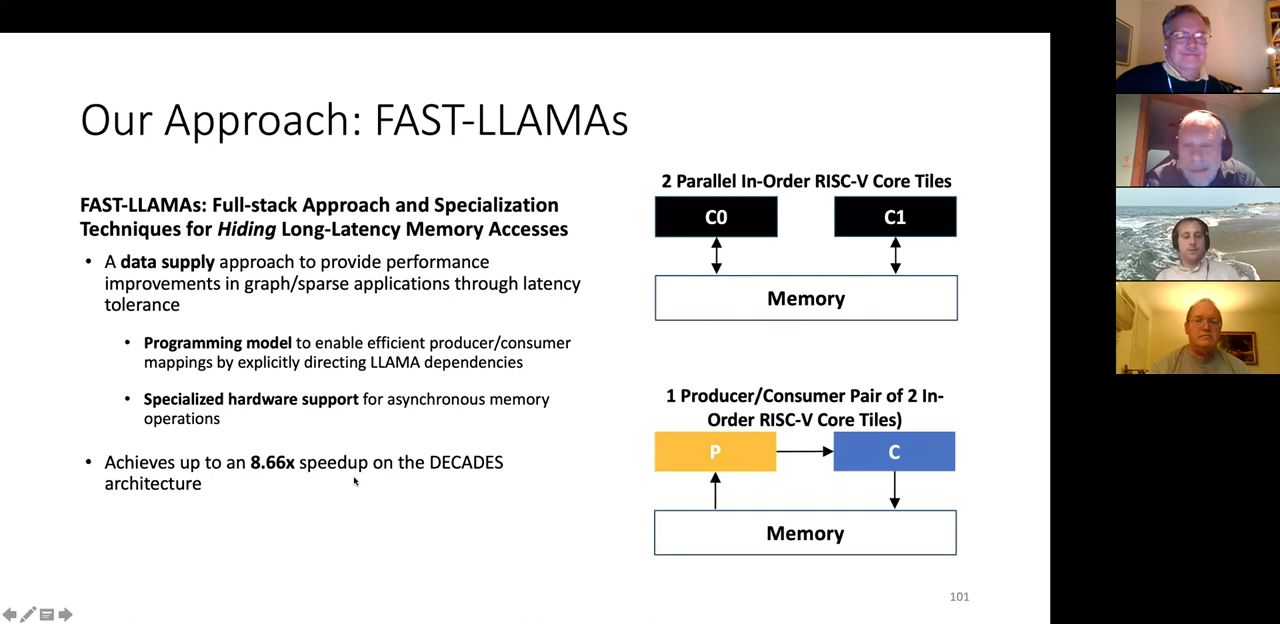 Our Approach: FAST-LLAMAs
FAST-LLAMAs: Full-stack Approach and Specialization
Techniques for Hiding Long-Latency Memory Accesses
• A data supply approach to provide performance
improvements in graph/sparse applications through latency
tolerance
• Programming model to enable efficient producer/consumer
mappings by explicitly directing LLAMA dependencies
• Specialized hardware support for asynchronous memory
operations
• Achieves up to an 8.66x speedup on the DECADES
architecture
2 Parallel In-Order RISC-V Core Tiles
C0 C1
Memory
1 Producer/Consumer Pair of 2 In-
Order RISC-V Core Tiles)
P C
Memory
101